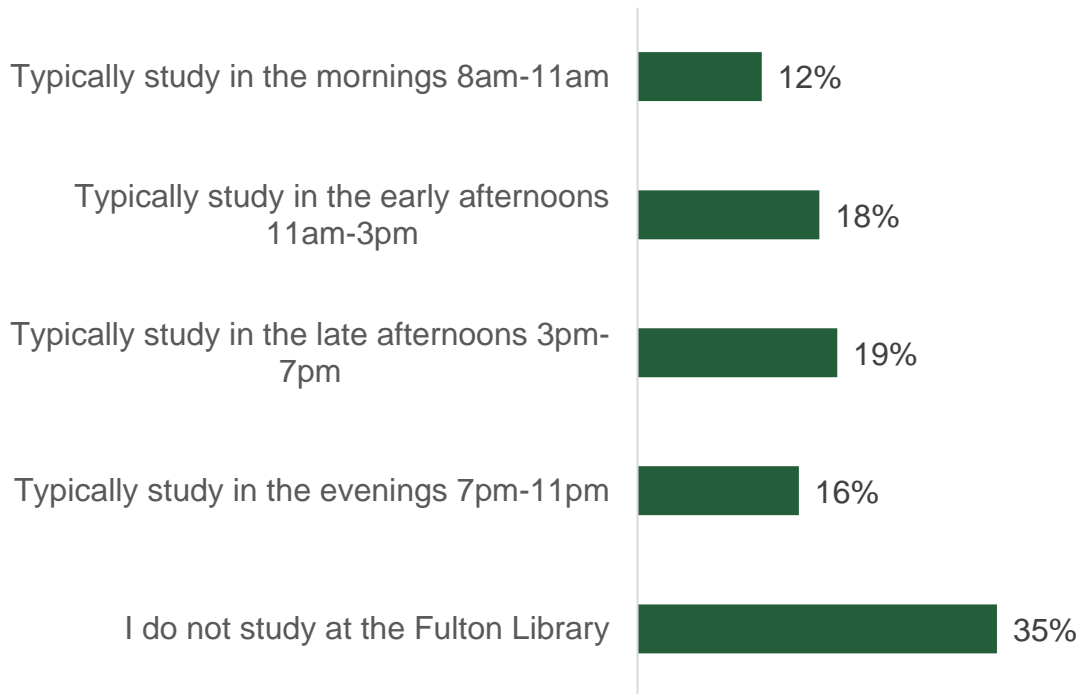 Typically study in the mornings 8am-11am
12%
Typically study in the early afternoons
11am-3pm
18%
Typically study in the late afternoons 3pm-
7pm
19%
Typically study in the evenings 7pm-11pm
16%
I do not study at the Fulton Library
35%